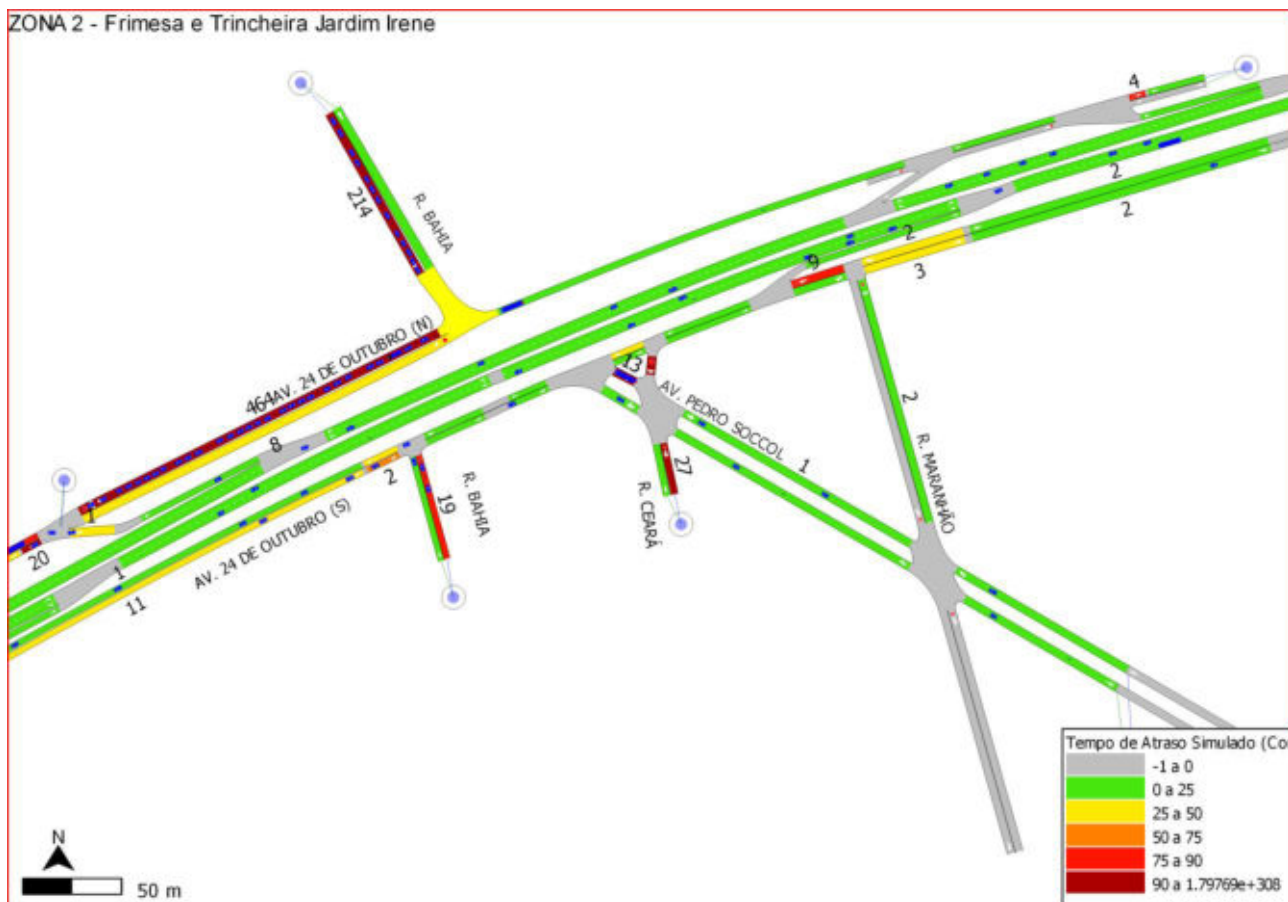 ZONA 2 - Frimesa e Trincheira Jardim Irene
4
214
R. BAHIA
2
2
2
9
3
AV. 24 DE OUTUBRO (N)
464
13
8
AV. PEDRO SOCCOL
2
R. MARANHÃO
1
2
19
R. BAHIA
27
R. CEARÁ
1
20
AV. 24 DE OUTUBRO (S)
1
11
Tempo de Atraso Simulado (Co
-1 a 0
0 a 25
25 a 50
50 a 75
75 a 90
90 a 1.79769e+308
N
50 m